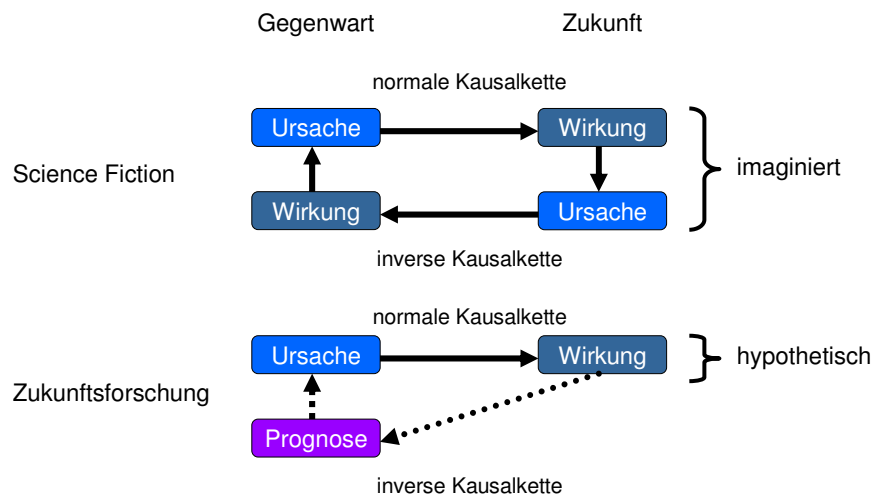 Gegenwart Zukunft
normale Kausalkette
Ursache Wirkung
Science Fiction imaginiert
Wirkung Ursache
inverse Kausalkette
normale Kausalkette
Ursache Wirkung hypothetisch
Zukunftsforschung
Prognose
inverse Kausalkette